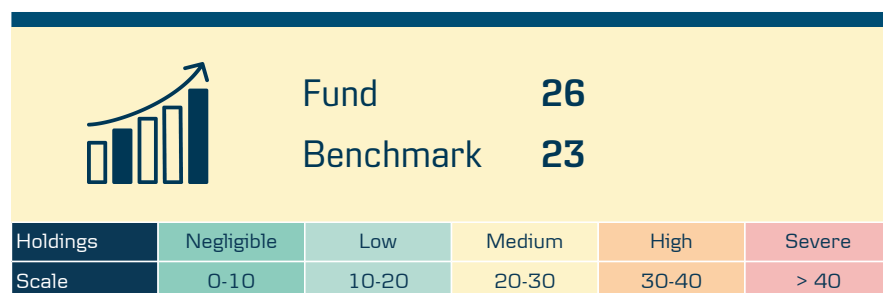 Fund 26
Benchmark 23
Holdings Negligible Low Medium High Severe
Scale 0-10 10-20 20-30 30-40 > 40